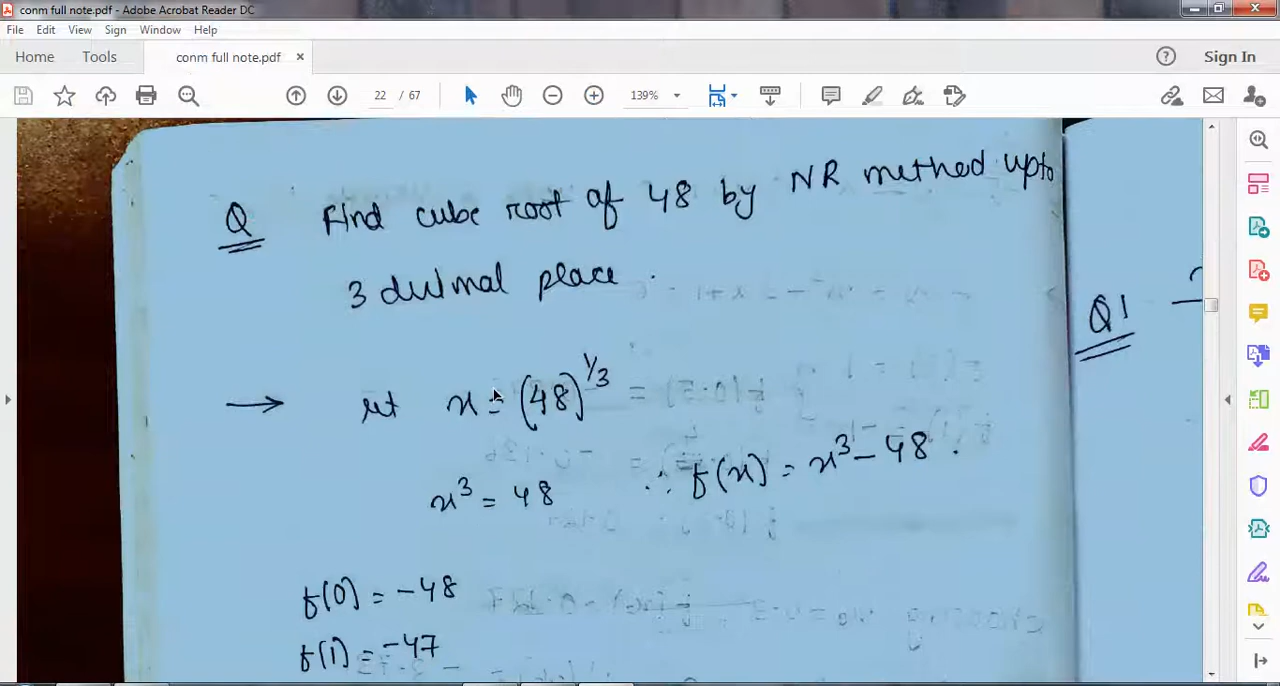 conm full note.pdf - Adobe Acrobat Reader DC
File Edit View Sign Window Help
Home Tools conm full note.pdf × Sign In
22 / 67 139%
Q Find cube root of 48 by NR method upto
3 decimal place.
→ let x = (48)^1/3
x³ = 48 ∴ f(x) = x³ - 48.
f(0) = -48
f(1) = -47
Q1